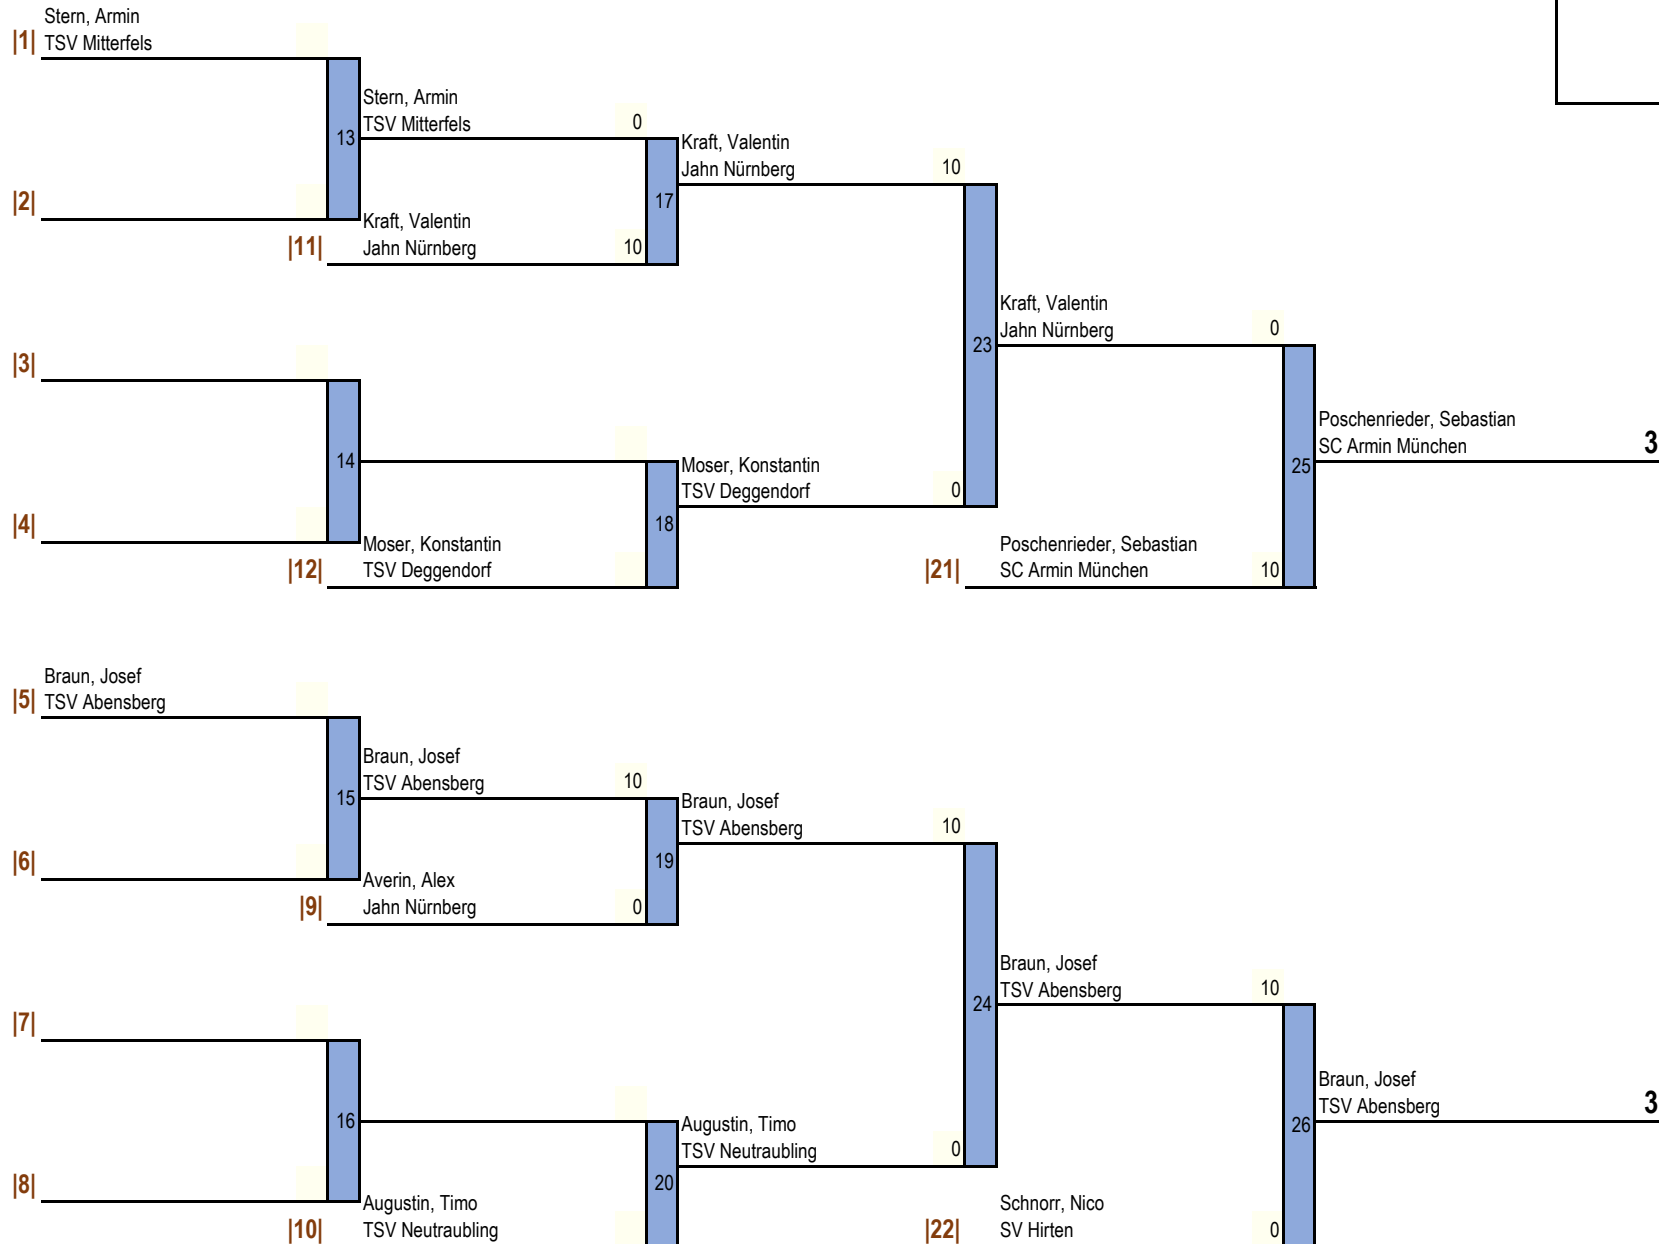 Stern, Armin
|1| TSV Mitterfels
Stern, Armin
13 TSV Mitterfels 0
Kraft, Valentin
Jahn Nürnberg 10
|2|
17
Kraft, Valentin
|11| Jahn Nürnberg 10
Kraft, Valentin
Jahn Nürnberg 0
23
|3|
Poschenrieder, Sebastian
SC Armin München 3
14
25
Moser, Konstantin
TSV Deggendorf 0
|4|
18
Moser, Konstantin
|12| TSV Deggendorf
Poschenrieder, Sebastian
|21| SC Armin München 10
Braun, Josef
|5| TSV Abensberg
Braun, Josef
TSV Abensberg 10
15
Braun, Josef
TSV Abensberg 10
|6|
19
Averin, Alex
|9| Jahn Nürnberg 0
Braun, Josef
TSV Abensberg 10
24
|7|
Braun, Josef
TSV Abensberg 3
16
26
Augustin, Timo
TSV Neutraubling 0
|8|
20
Augustin, Timo
|10| TSV Neutraubling
Schnorr, Nico
|22| SV Hirten 0